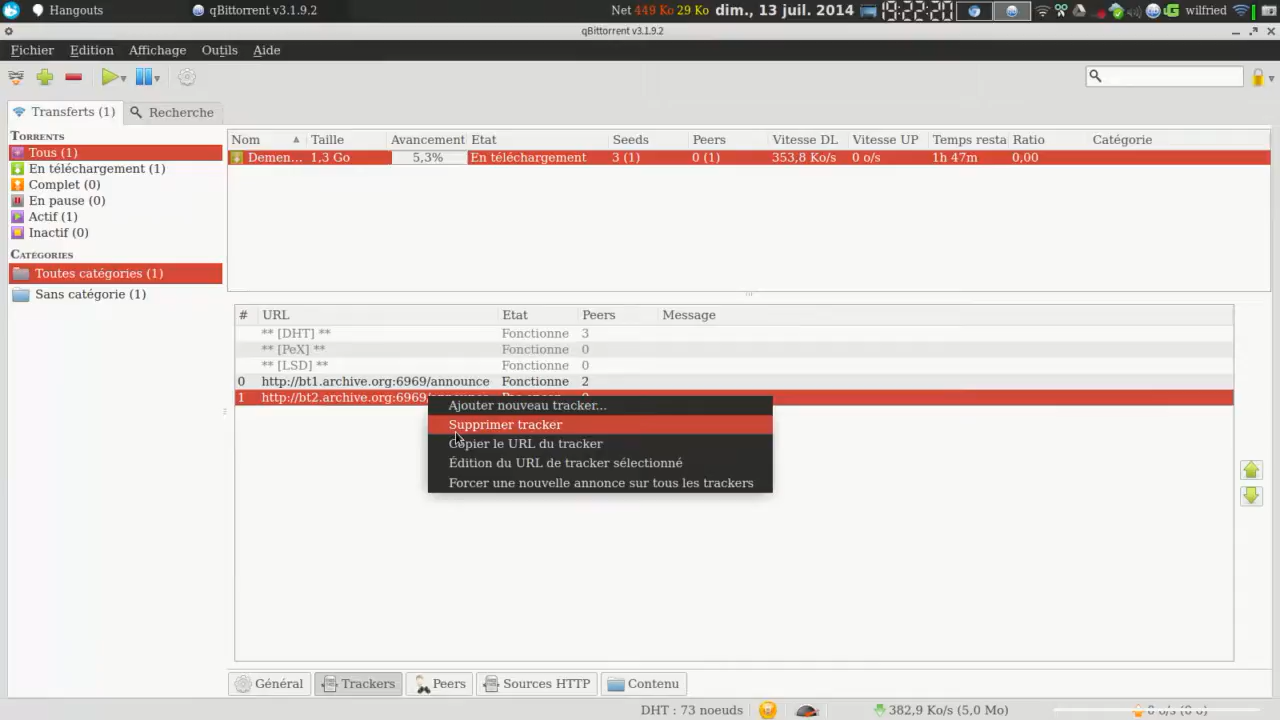 Hangouts qBittorrent v3.1.9.2 Net 449 Ko 29 Ko dim., 13 juil. 2014 19:22:20 wilfried
qBittorrent v3.1.9.2
Fichier Edition Affichage Outils Aide
Transferts (1) Recherche
Torrents
Tous (1)
En téléchargement (1)
Complet (0)
En pause (0)
Actif (1)
Inactif (0)
Catégories
Toutes catégories (1)
Sans catégorie (1)
Nom Taille Avancement Etat Seeds Peers Vitesse DL Vitesse UP Temps resta Ratio Catégorie
Demen... 1,3 Go 5,3% En téléchargement 3 (1) 0 (1) 353,8 Ko/s 0 o/s 1h 47m 0,00
# URL Etat Peers Message
** [DHT] ** Fonctionne 3
** [PeX] ** Fonctionne 0
** [LSD] ** Fonctionne 0
0 http://bt1.archive.org:6969/announce Fonctionne 2
1 http://bt2.archive.org:6969/
Ajouter nouveau tracker...
Supprimer tracker
Copier le URL du tracker
Édition du URL de tracker sélectionné
Forcer une nouvelle annonce sur tous les trackers
Général Trackers Peers Sources HTTP Contenu
DHT : 73 noeuds 382,9 Ko/s (5,0 Mo)